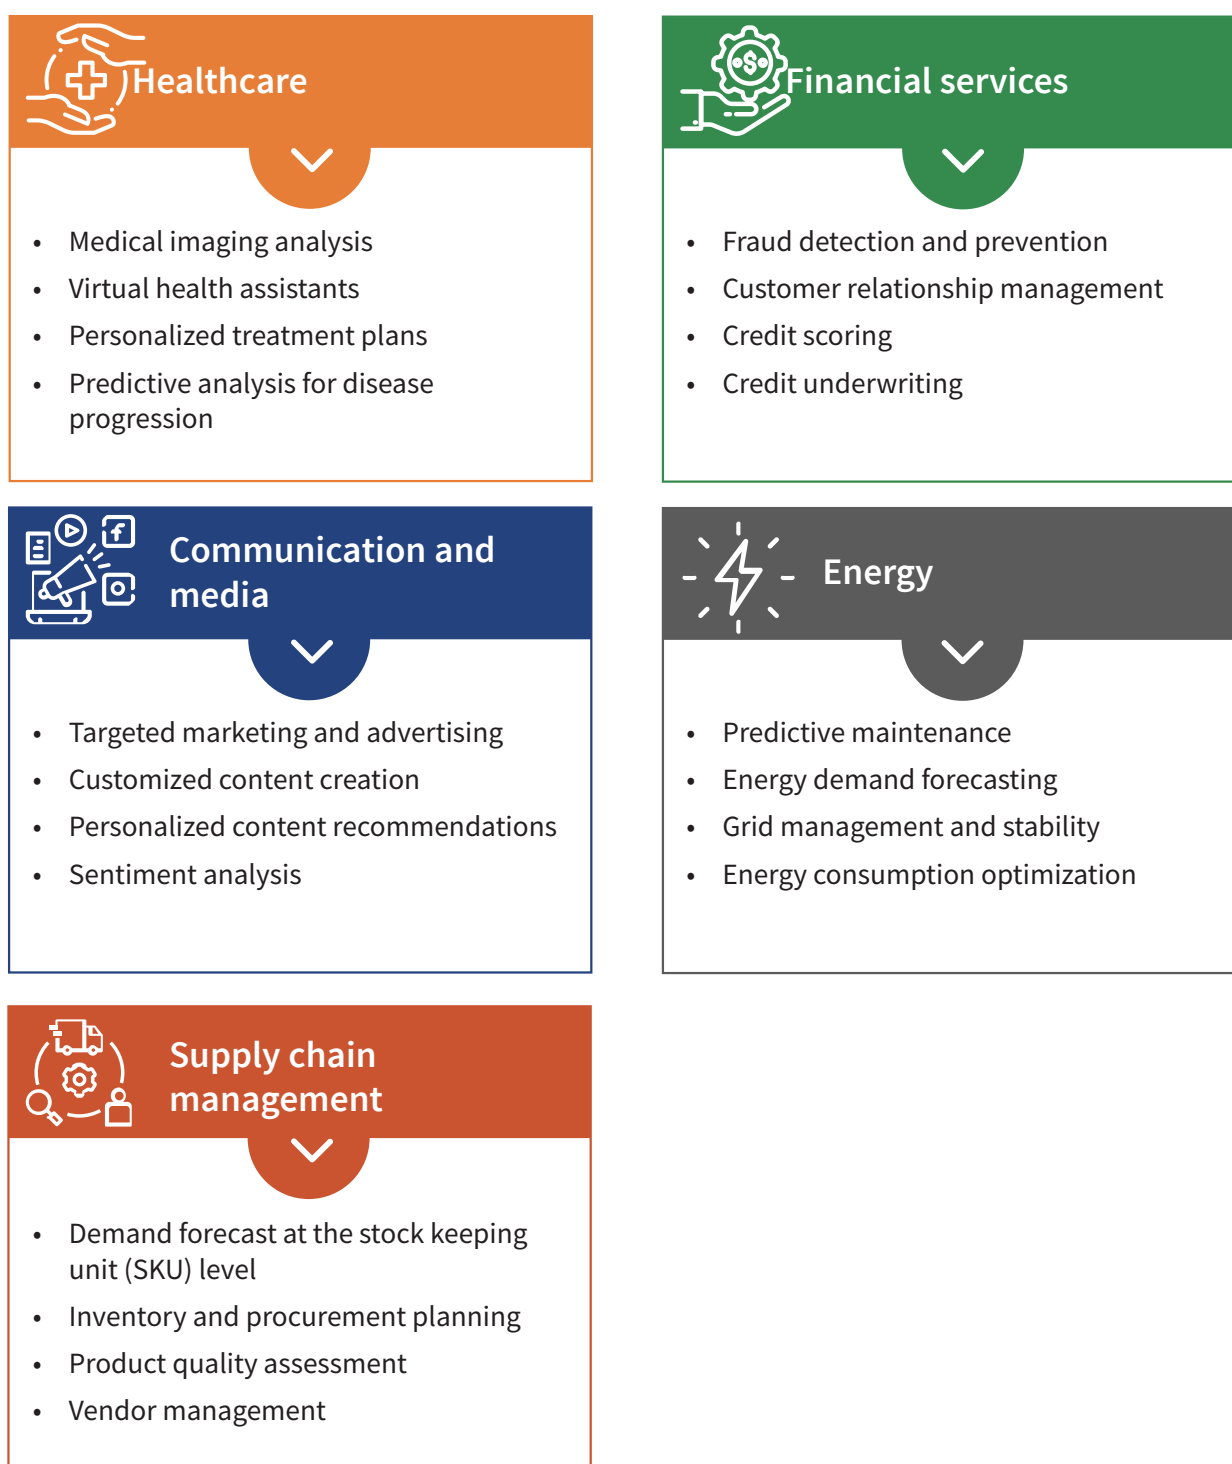 Healthcare
• Medical imaging analysis
• Virtual health assistants
• Personalized treatment plans
• Predictive analysis for disease
progression
Financial services
• Fraud detection and prevention
• Customer relationship management
• Credit scoring
• Credit underwriting
Communication and
media
• Targeted marketing and advertising
• Customized content creation
• Personalized content recommendations
• Sentiment analysis
Energy
• Predictive maintenance
• Energy demand forecasting
• Grid management and stability
• Energy consumption optimization
Supply chain
management
• Demand forecast at the stock keeping
unit (SKU) level
• Inventory and procurement planning
• Product quality assessment
• Vendor management